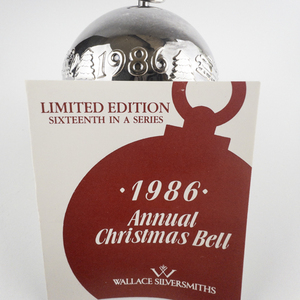 1986
LIMITED EDITION
SIXTEENTH IN A SERIES
· 1986 ·
Annual
Christmas Bell
WALLACE SILVERSMITHS